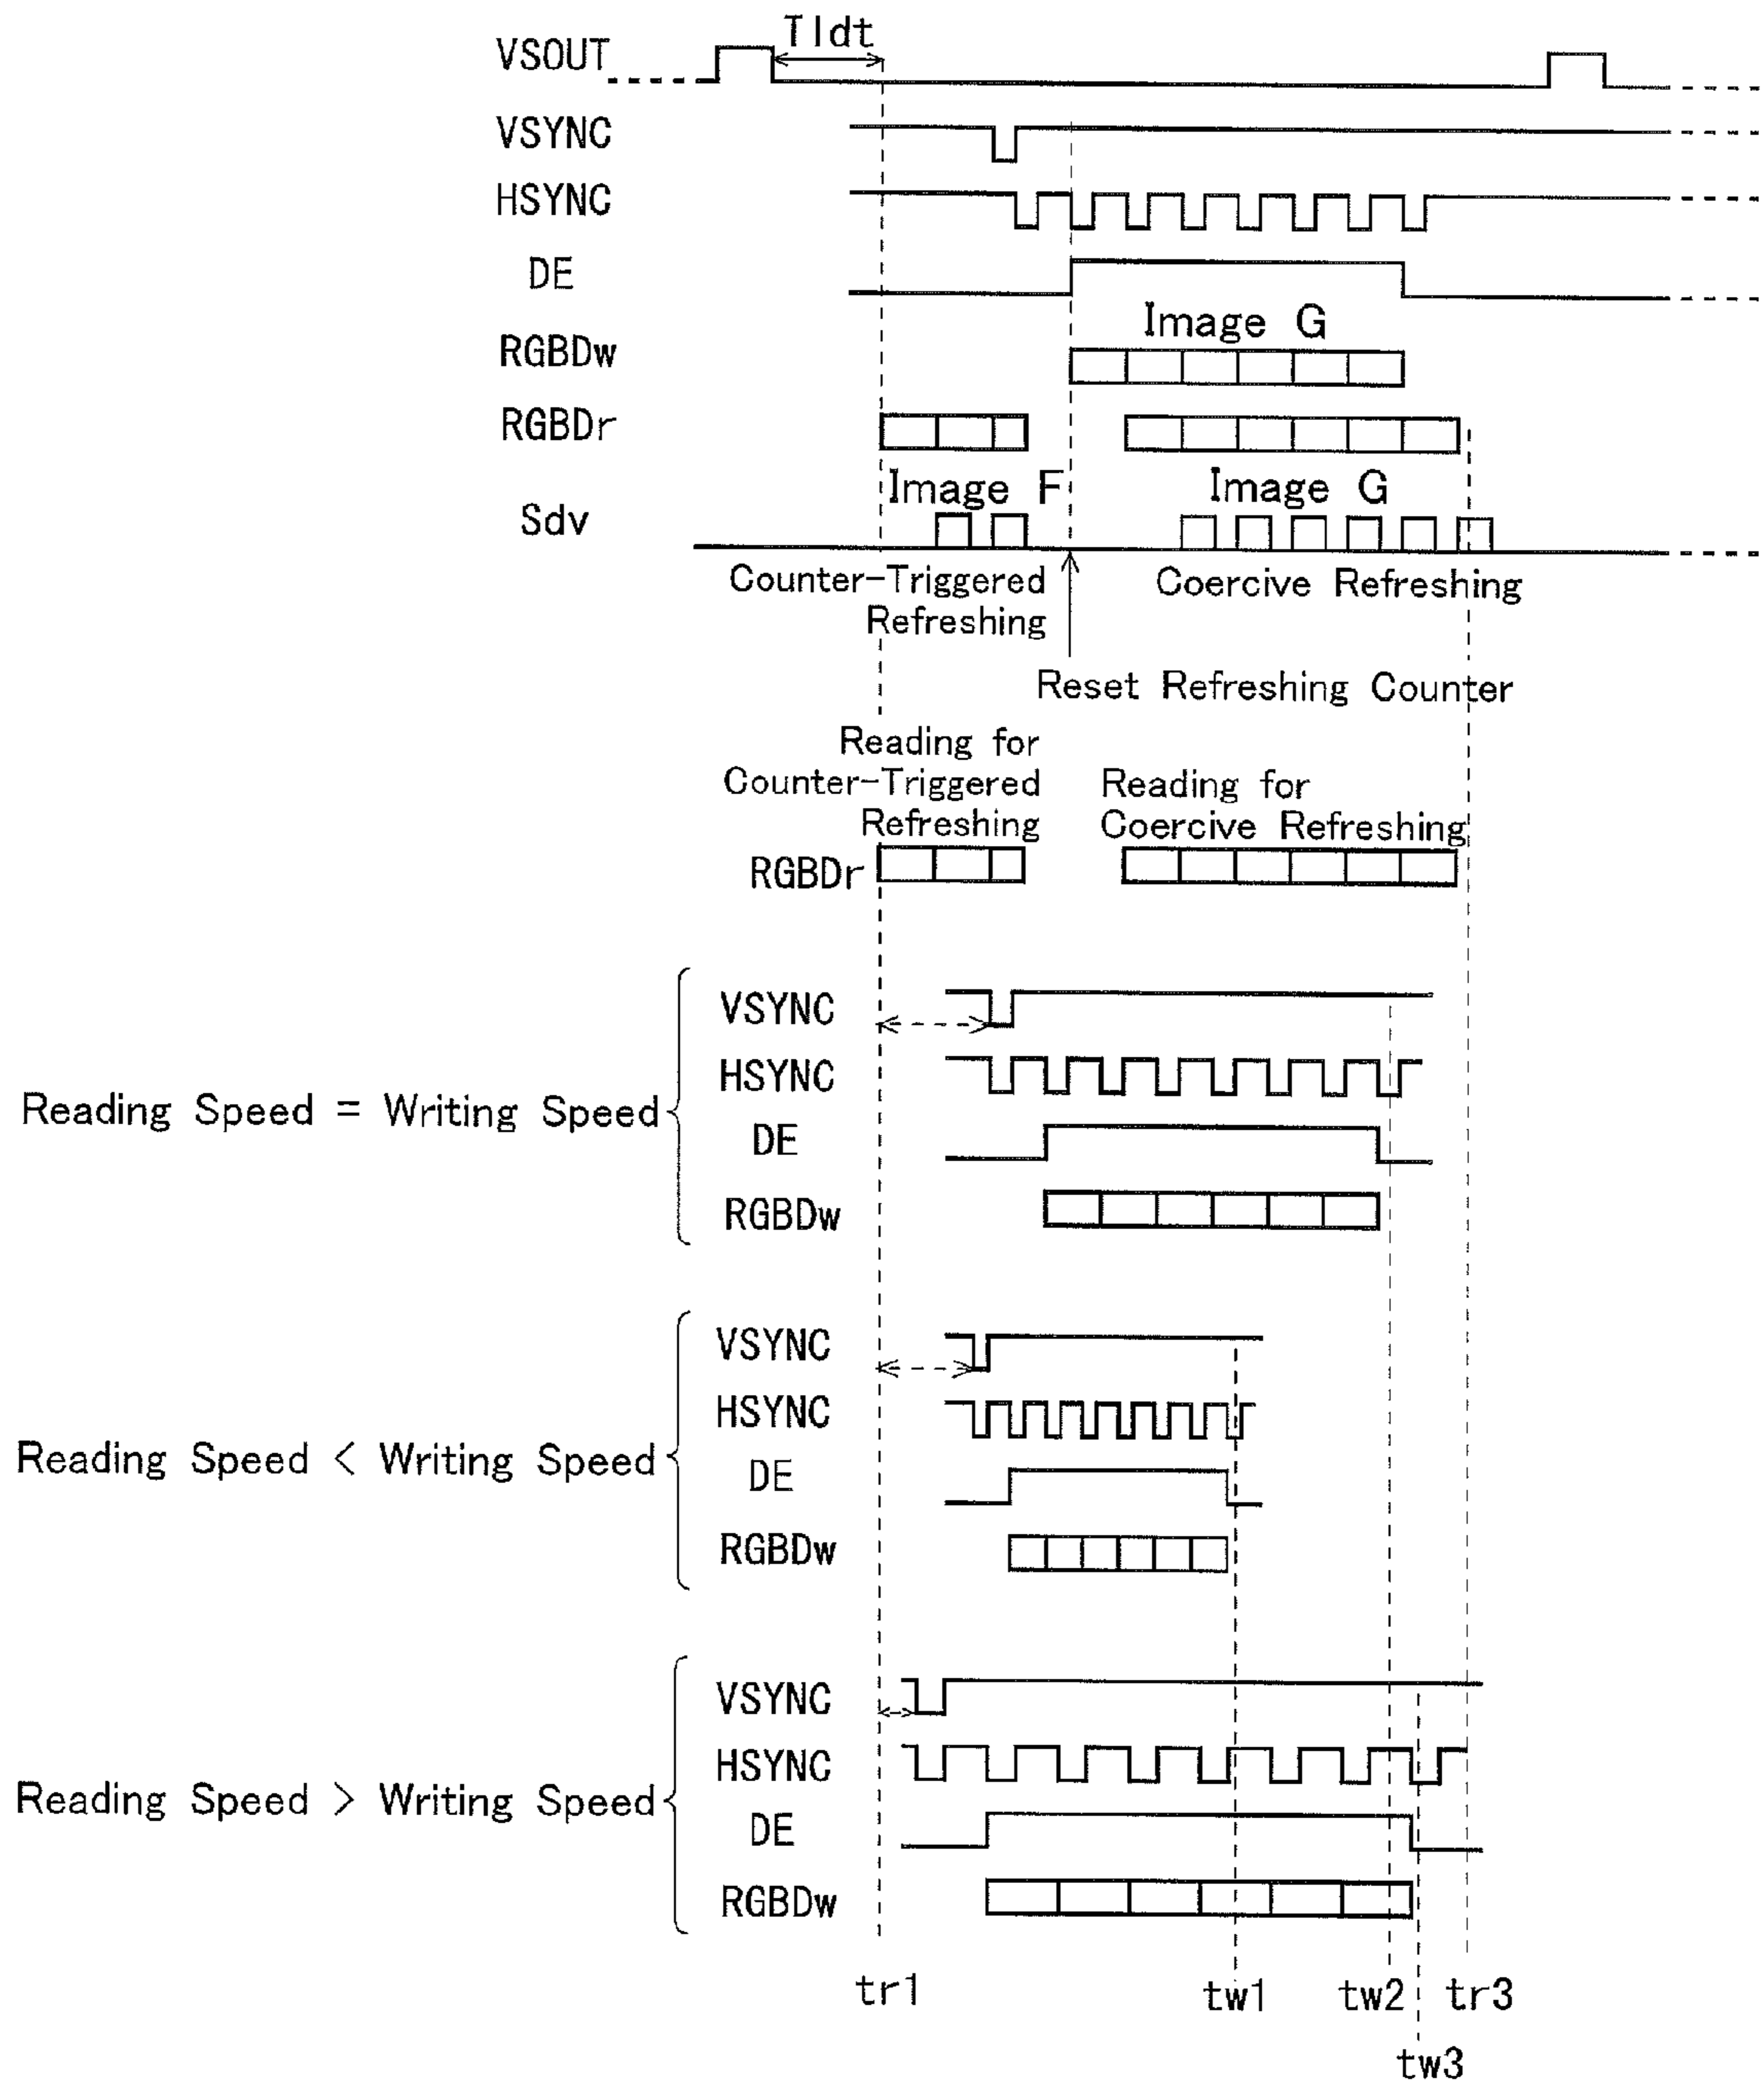 Tldt
VSOUT
VSYNC
HSYNC
DE
Image G
RGBDw
RGBDr
Image F
Image G
Sdv
Counter-Triggered
Refreshing
Coercive Refreshing
Reset Refreshing Counter
Reading for
Counter-Triggered
Refreshing
Reading for
Coercive Refreshing
RGBDr
Reading Speed = Writing Speed
VSYNC
HSYNC
DE
RGBDw
Reading Speed < Writing Speed
VSYNC
HSYNC
DE
RGBDw
Reading Speed > Writing Speed
VSYNC
HSYNC
DE
RGBDw
tr1
tw1
tw2
tr3
tw3